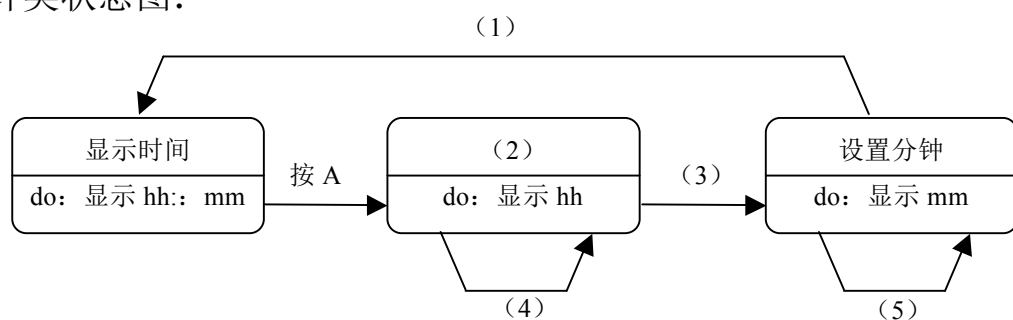 类状态图：
（1）
显示时间
do：显示 hh:：mm
按 A
（2）
do：显示 hh
（3）
设置分钟
do：显示 mm
（4）
（5）